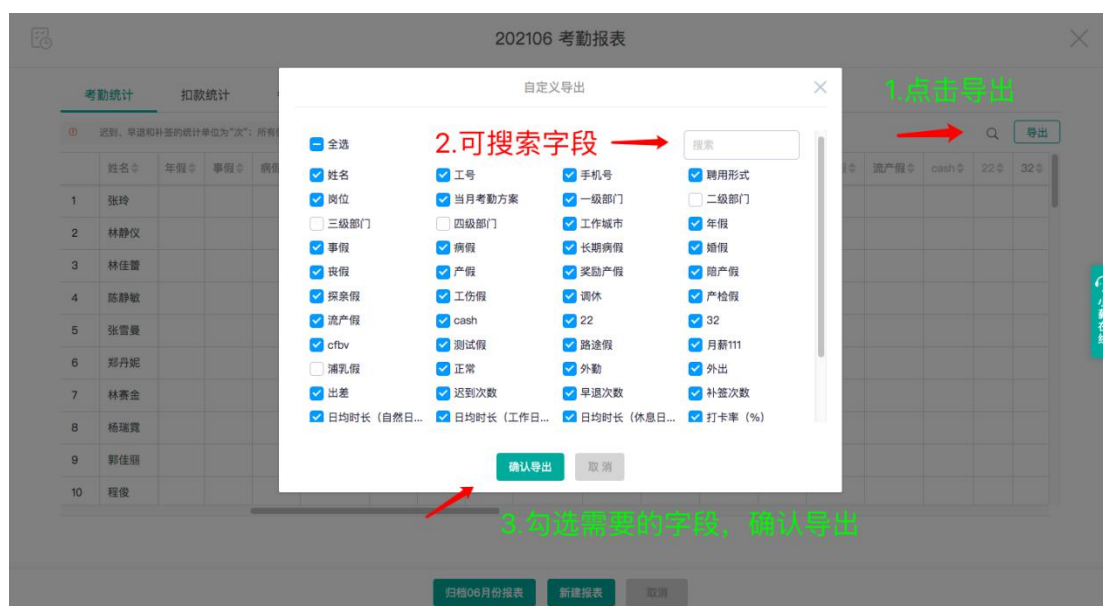 202106 考勤报表
考勤统计 扣款统计
自定义导出
1.点击导出
迟到、早退和补签的统计单位为"次"；所有
导出
全选
2.可搜索字段
搜索
姓名 年假 事假 病假 流产假 cash 22 32
姓名 工号 手机号 聘用形式
岗位 当月考勤方案 一级部门 二级部门
三级部门 四级部门 工作城市 年假
事假 病假 长期病假 婚假
丧假 产假 奖励产假 陪产假
探亲假 工伤假 调休 产检假
流产假 cash 22 32
cfbv 测试假 路途假 月薪111
浦乳假 正常 外勤 外出
出差 迟到次数 早退次数 补签次数
日均时长（自然日... 日均时长（工作日... 日均时长（休息日... 打卡率（%）
1 张玲
2 林静仪
3 林佳蕾
4 陈静敏
5 张雪曼
6 郑丹妮
7 林赛金
8 杨瑞霓
9 郭佳丽
10 程俊
确认导出 取 消
3.勾选需要的字段，确认导出
归档06月份报表 新建报表 取消
小薪在线